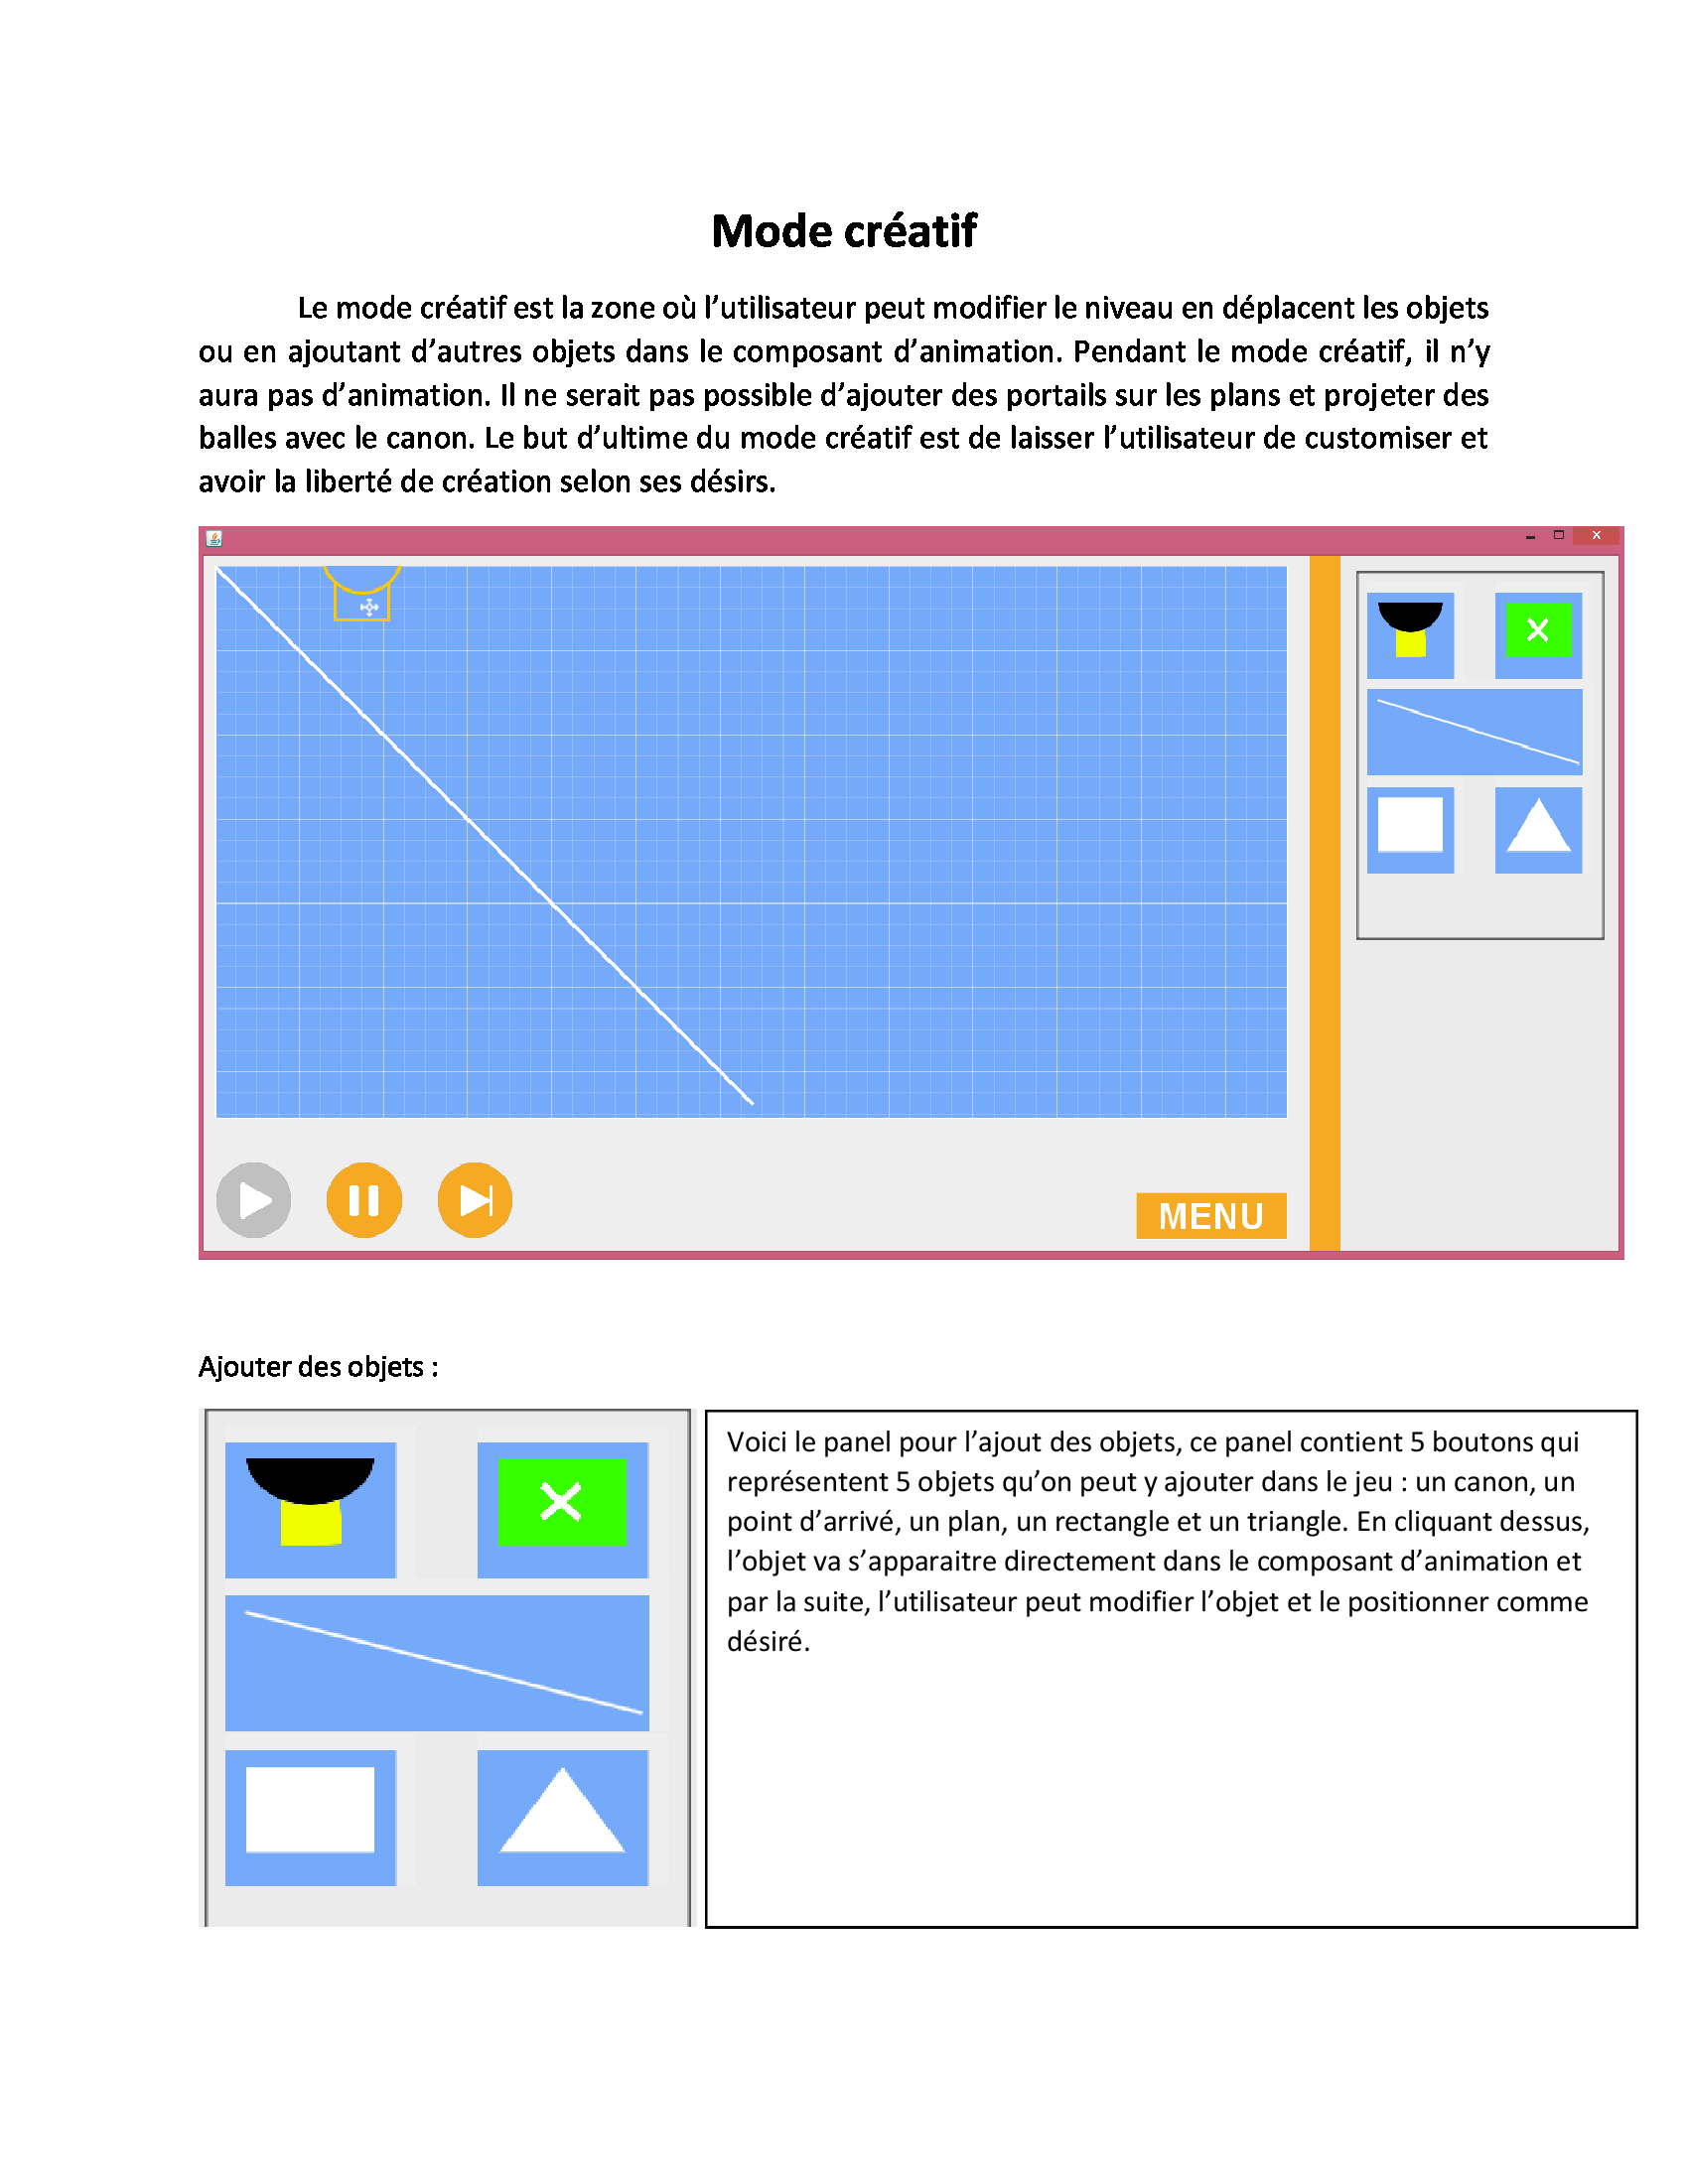 Mode créatif
Le mode créatif est la zone où l’utilisateur peut modifier le niveau en déplacent les objets
ou en ajoutant d’autres objets dans le composant d’animation. Pendant le mode créatif, il n’y
aura pas d’animation. Il ne serait pas possible d’ajouter des portails sur les plans et projeter des
balles avec le canon. Le but d’ultime du mode créatif est de laisser l’utilisateur de customiser et
avoir la liberté de création selon ses désirs.
MENU
Ajouter des objets :
Voici le panel pour l’ajout des objets, ce panel contient 5 boutons qui
représentent 5 objets qu’on peut y ajouter dans le jeu : un canon, un
point d’arrivé, un plan, un rectangle et un triangle. En cliquant dessus,
l’objet va s’apparaitre directement dans le composant d’animation et
par la suite, l’utilisateur peut modifier l’objet et le positionner comme
désiré.